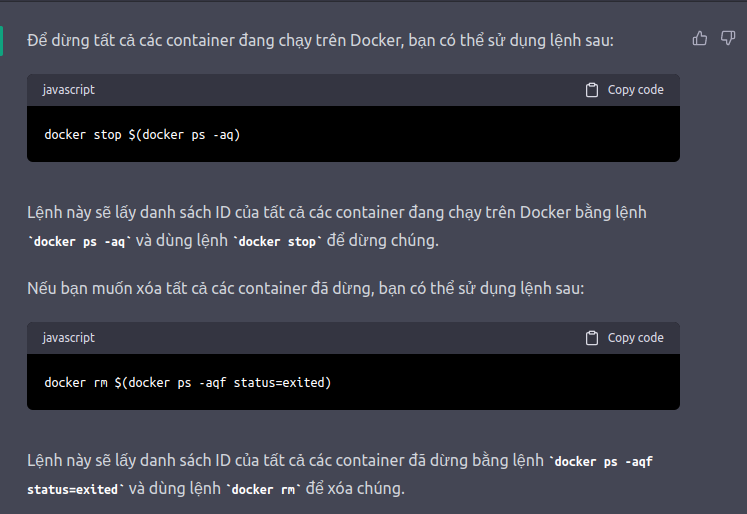 Để dừng tất cả các container đang chạy trên Docker, bạn có thể sử dụng lệnh sau:
javascript
Copy code
docker stop $(docker ps -aq)
Lệnh này sẽ lấy danh sách ID của tất cả các container đang chạy trên Docker bằng lệnh
`docker ps -aq` và dùng lệnh `docker stop` để dừng chúng.
Nếu bạn muốn xóa tất cả các container đã dừng, bạn có thể sử dụng lệnh sau:
javascript
Copy code
docker rm $(docker ps -aqf status=exited)
Lệnh này sẽ lấy danh sách ID của tất cả các container đã dừng bằng lệnh `docker ps -aqf
status=exited` và dùng lệnh `docker rm` để xóa chúng.